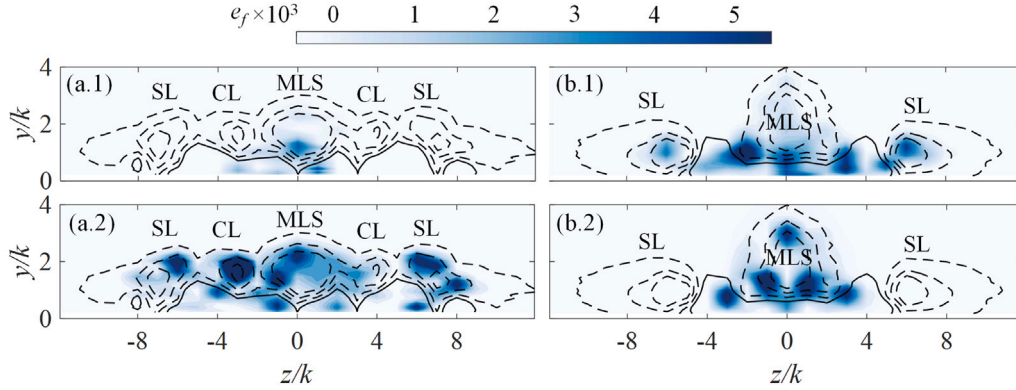 e_f ×10³ 0 1 2 3 4 5
(a.1) SL CL MLS CL SL
(b.1) SL MLS SL
y/k 4 2 0
(a.2) SL CL MLS CL SL
(b.2) SL MLS SL
y/k 4 2 0
-8 -4 0 4 8
-8 -4 0 4 8
z/k
z/k